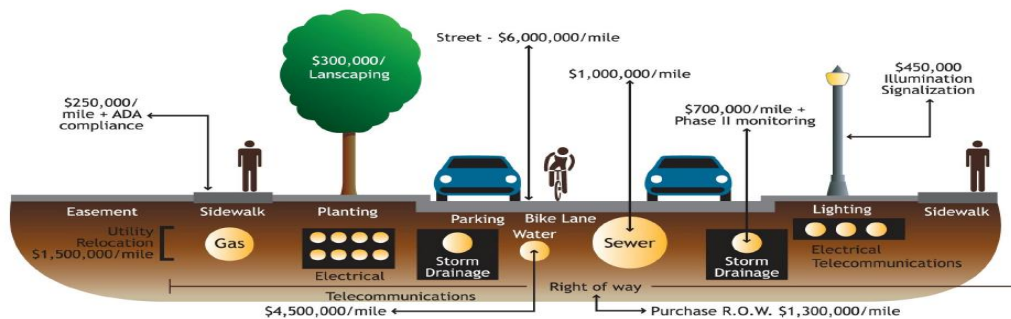 Street - $6,000,000/mile
$300,000/
Lanscaping
$1,000,000/mile
$450,000
Illumination
Signalization
$250,000/
mile + ADA
compliance
$700,000/mile +
Phase II monitoring
Easement
Sidewalk
Planting
Parking
Bike Lane
Lighting
Sidewalk
Utility
Relocation
$1,500,000/mile
Gas
Electrical
Storm
Drainage
Water
Sewer
Storm
Drainage
Electrical
Telecommunications
Telecommunications
Right of way
$4,500,000/mile
Purchase R.O.W. $1,300,000/mile